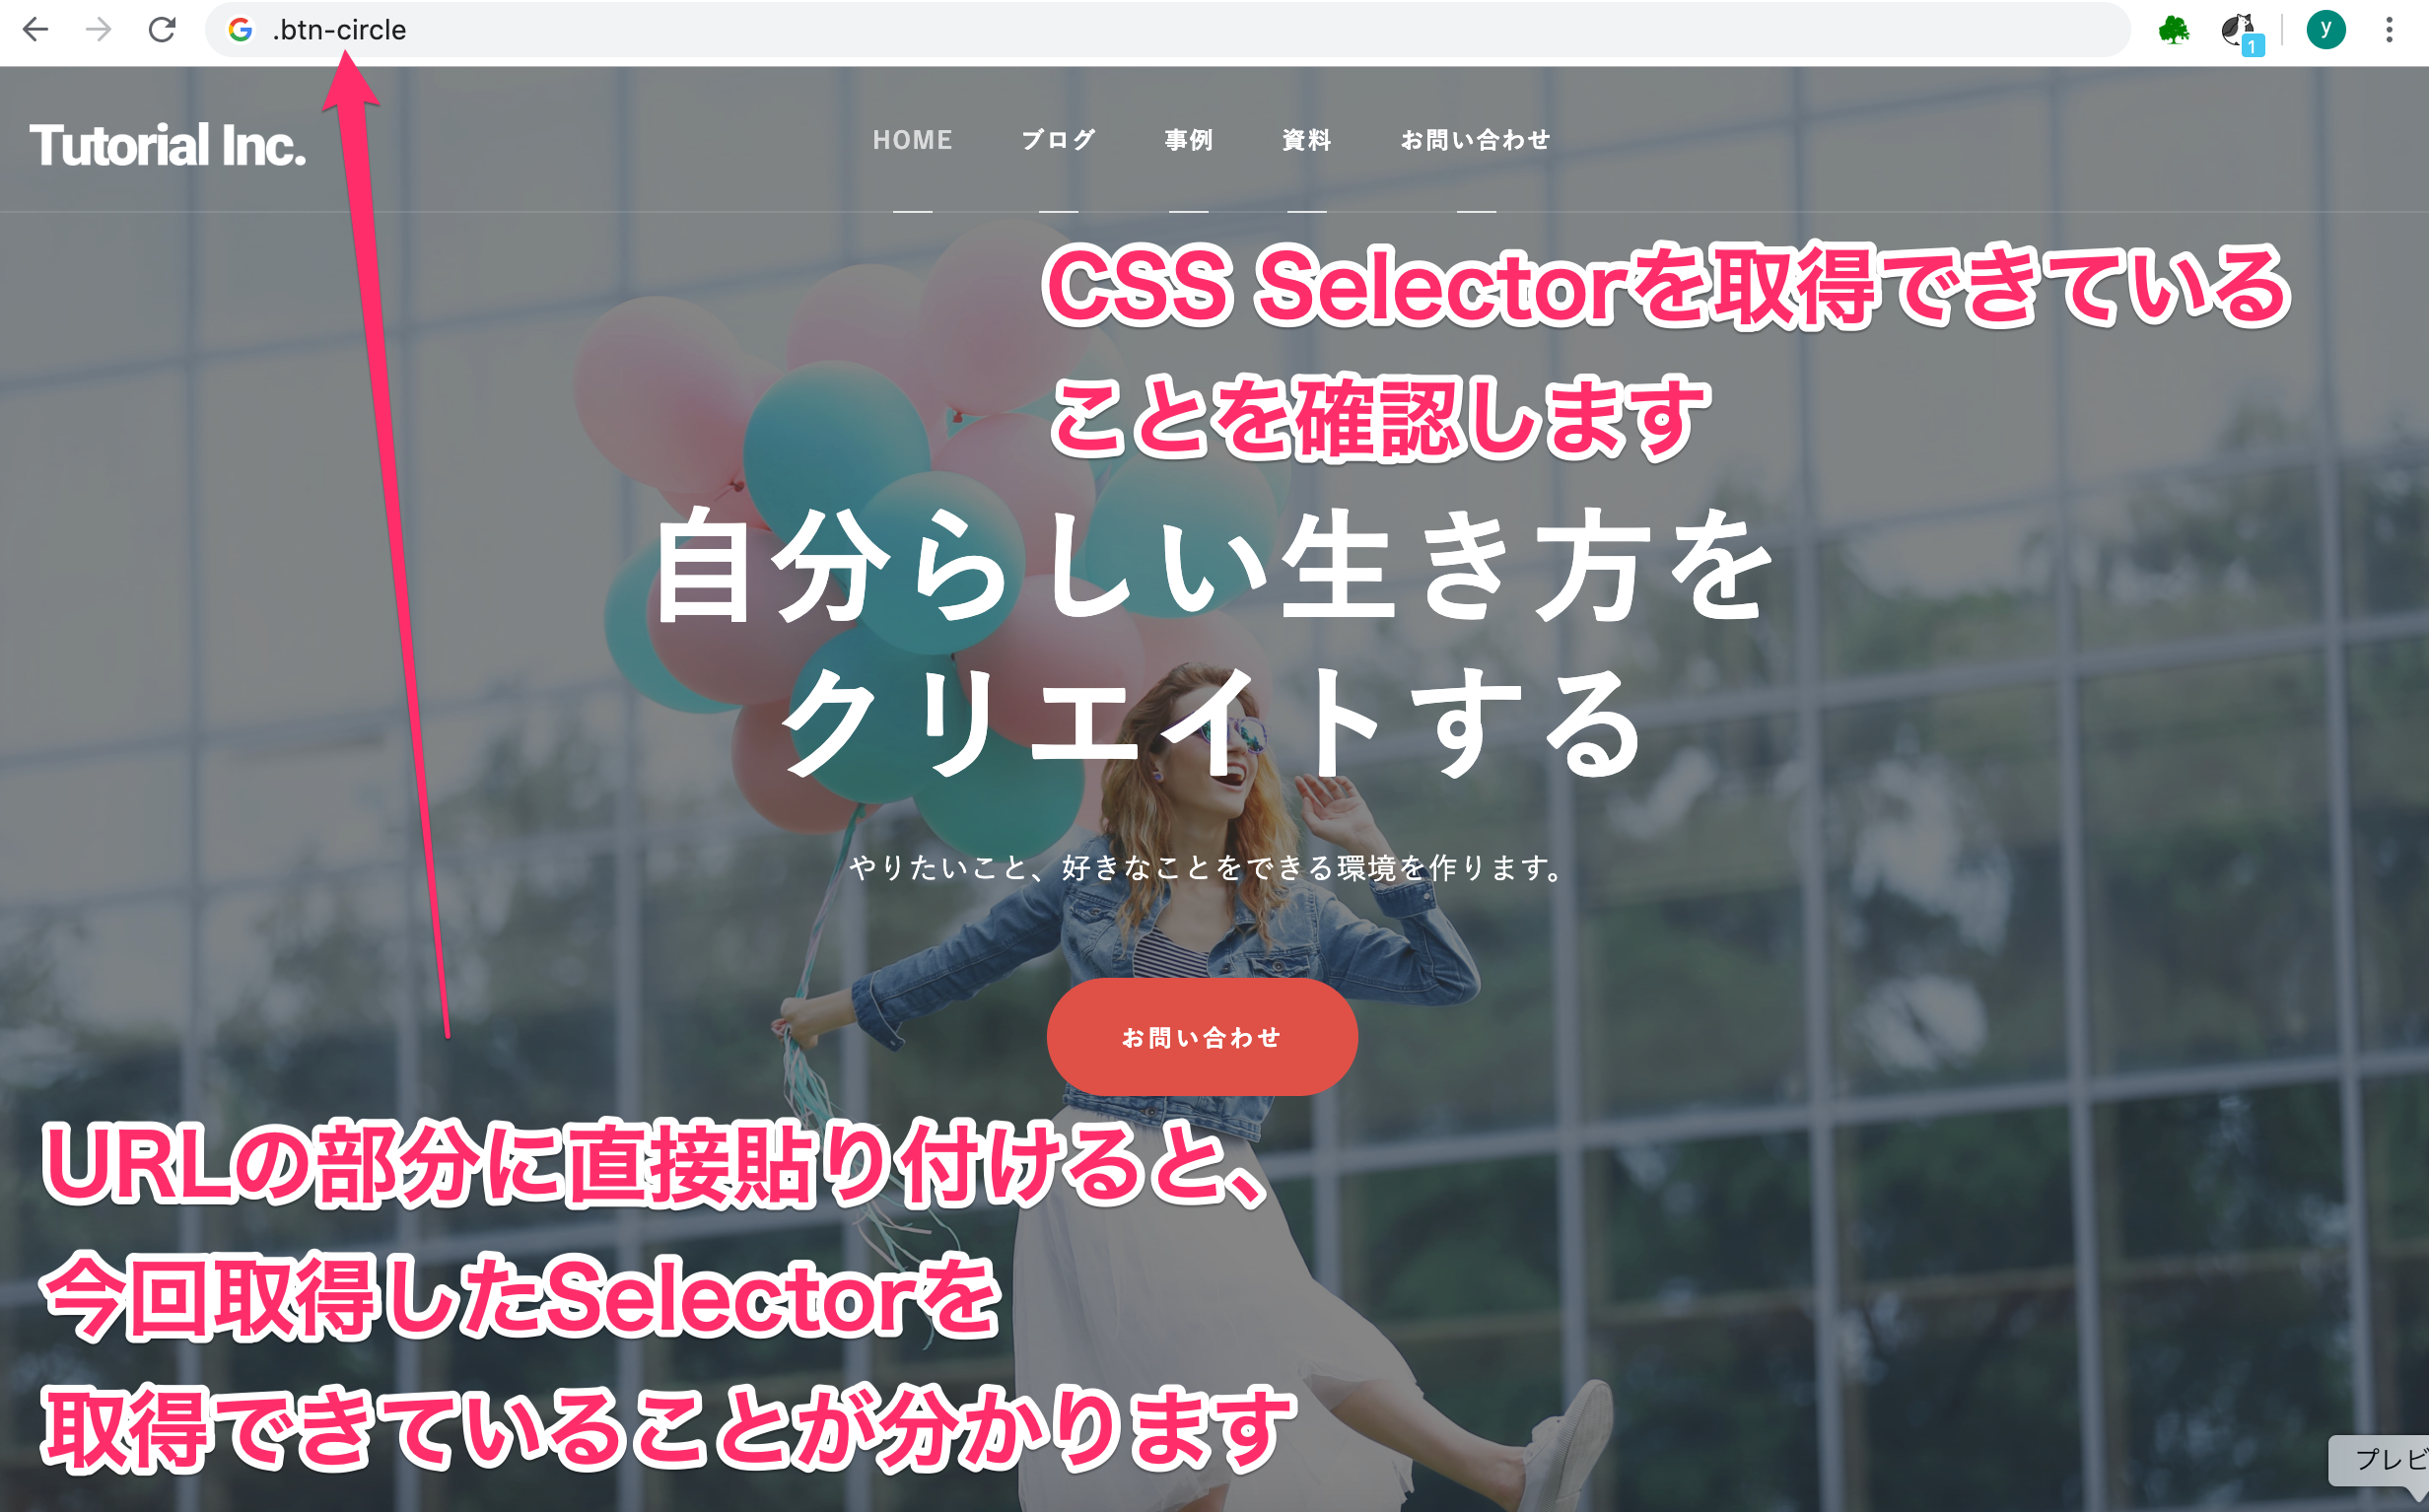 .btn-circle
1
y
Tutorial Inc.
HOME ブログ 事例 資料 お問い合わせ
CSS Selectorを取得できている
ことを確認します
自分らしい生き方を
クリエイトする
やりたいこと、好きなことをできる環境を作ります。
お問い合わせ
URLの部分に直接貼り付けると、
今回取得したSelectorを
取得できていることが分かります
プレビ